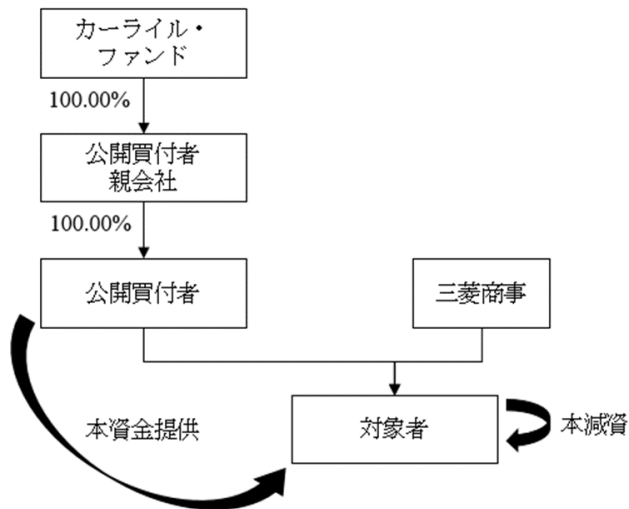 カーライル・
ファンド
100.00%
公開買付者
親会社
100.00%
公開買付者
三菱商事
本資金提供
対象者
本減資